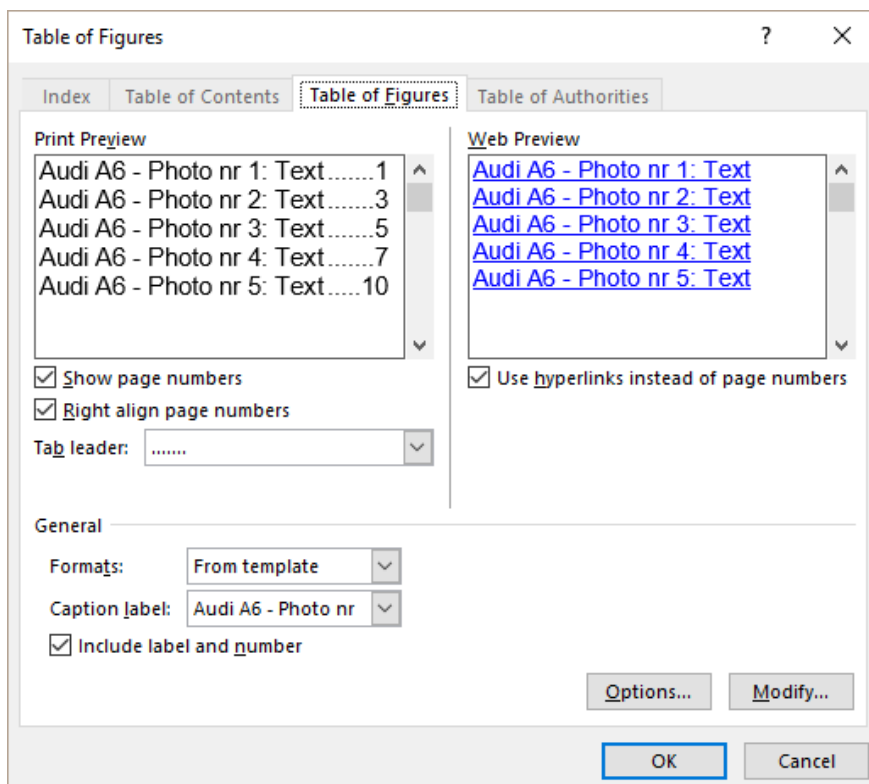 Table of Figures
?
Index
Table of Contents
Table of Figures
Table of Authorities
Print Preview
Audi A6 - Photo nr 1: Text.......1
Audi A6 - Photo nr 2: Text.......3
Audi A6 - Photo nr 3: Text.......5
Audi A6 - Photo nr 4: Text.......7
Audi A6 - Photo nr 5: Text.....10
Show page numbers
Right align page numbers
Tab leader: .......
Web Preview
Audi A6 - Photo nr 1: Text
Audi A6 - Photo nr 2: Text
Audi A6 - Photo nr 3: Text
Audi A6 - Photo nr 4: Text
Audi A6 - Photo nr 5: Text
Use hyperlinks instead of page numbers
General
Formats: From template
Caption label: Audi A6 - Photo nr
Include label and number
Options... Modify...
OK Cancel